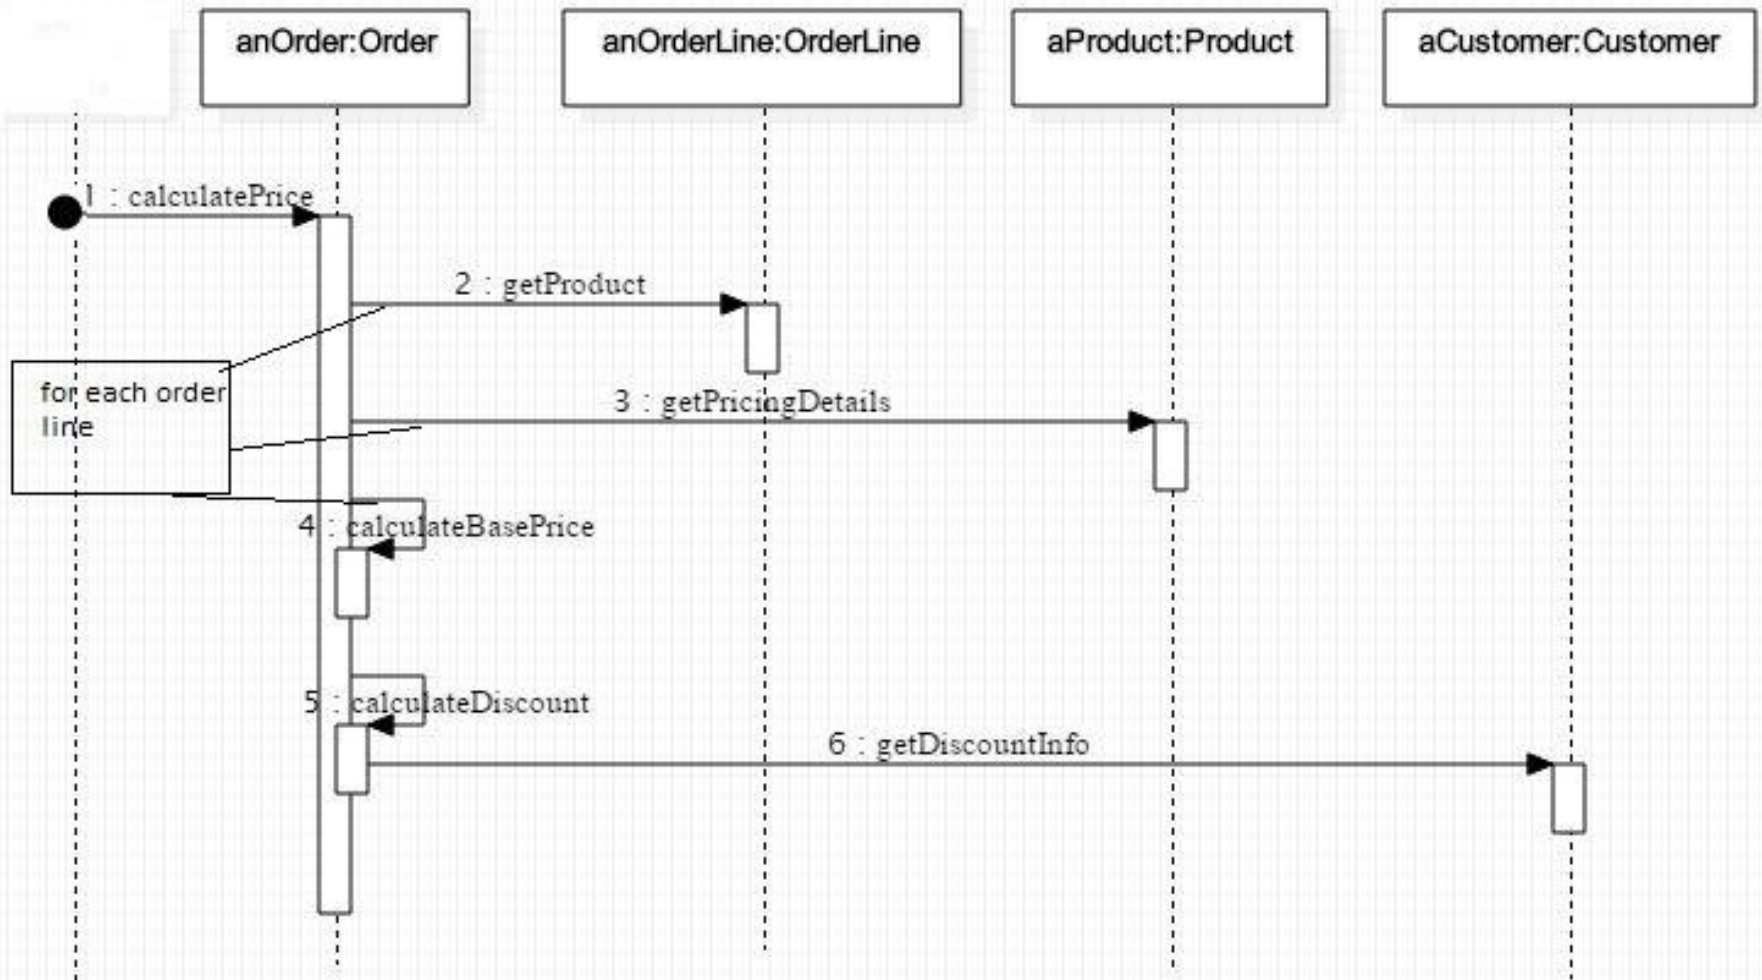 anOrder:Order
anOrderLine:OrderLine
aProduct:Product
aCustomer:Customer
1 : calculatePrice
2 : getProduct
for each order
line
3 : getPricingDetails
4 : calculateBasePrice
5 : calculateDiscount
6 : getDiscountInfo